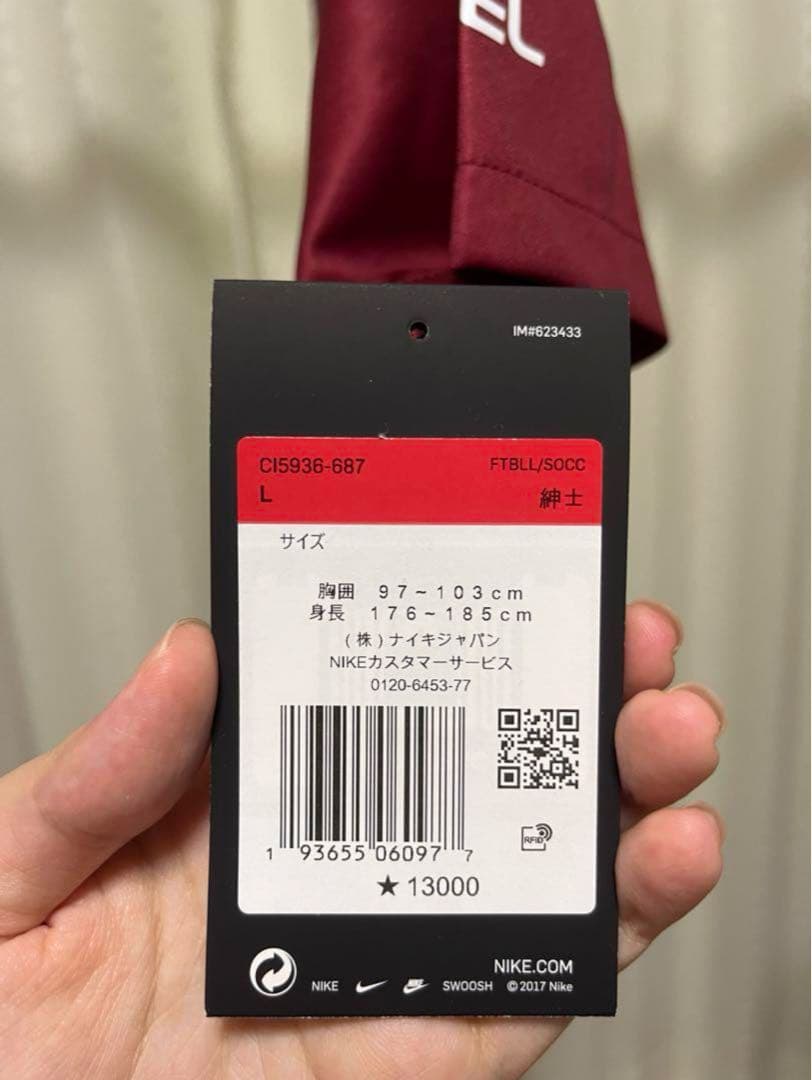 EL
IM#623433
CI5936-687 FTBLL/SOCC
L 紳士
サイズ
胸囲 97~103cm
身長 176~185cm
(株)ナイキジャパン
NIKEカスタマーサービス
0120-6453-77
RFID
1 93655 06097 7
★13000
NIKE.COM
NIKE SWOOSH ©2017 Nike